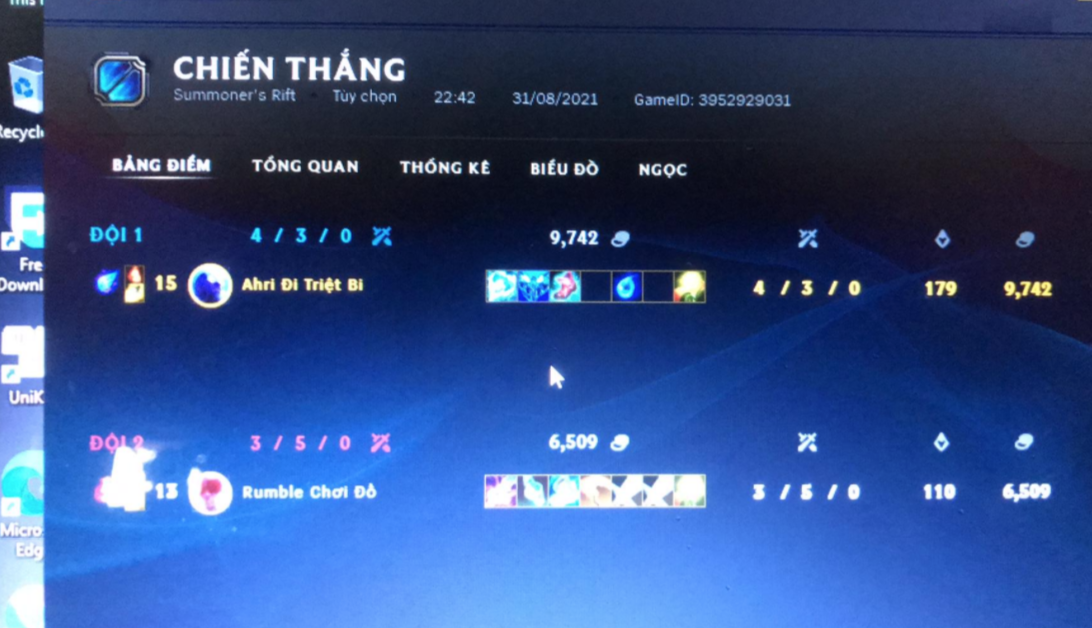 This
Recycle
CHIẾN THẮNG
Summoner's Rift Tùy chọn 22:42 31/08/2021 GameID: 3952929031
BẢNG ĐIỂM TỔNG QUAN THỐNG KÊ BIỂU ĐỒ NGỌC
ĐỘI 1 4 / 3 / 0 9,742
Fre
Downl
15 Ahri Đi Triệt Bi 4 / 3 / 0 179 9,742
UniK
ĐỘI 2 3 / 5 / 0 6,509
13 Rumble Chơi Đồ 3 / 5 / 0 110 6,509
Micro
Edg